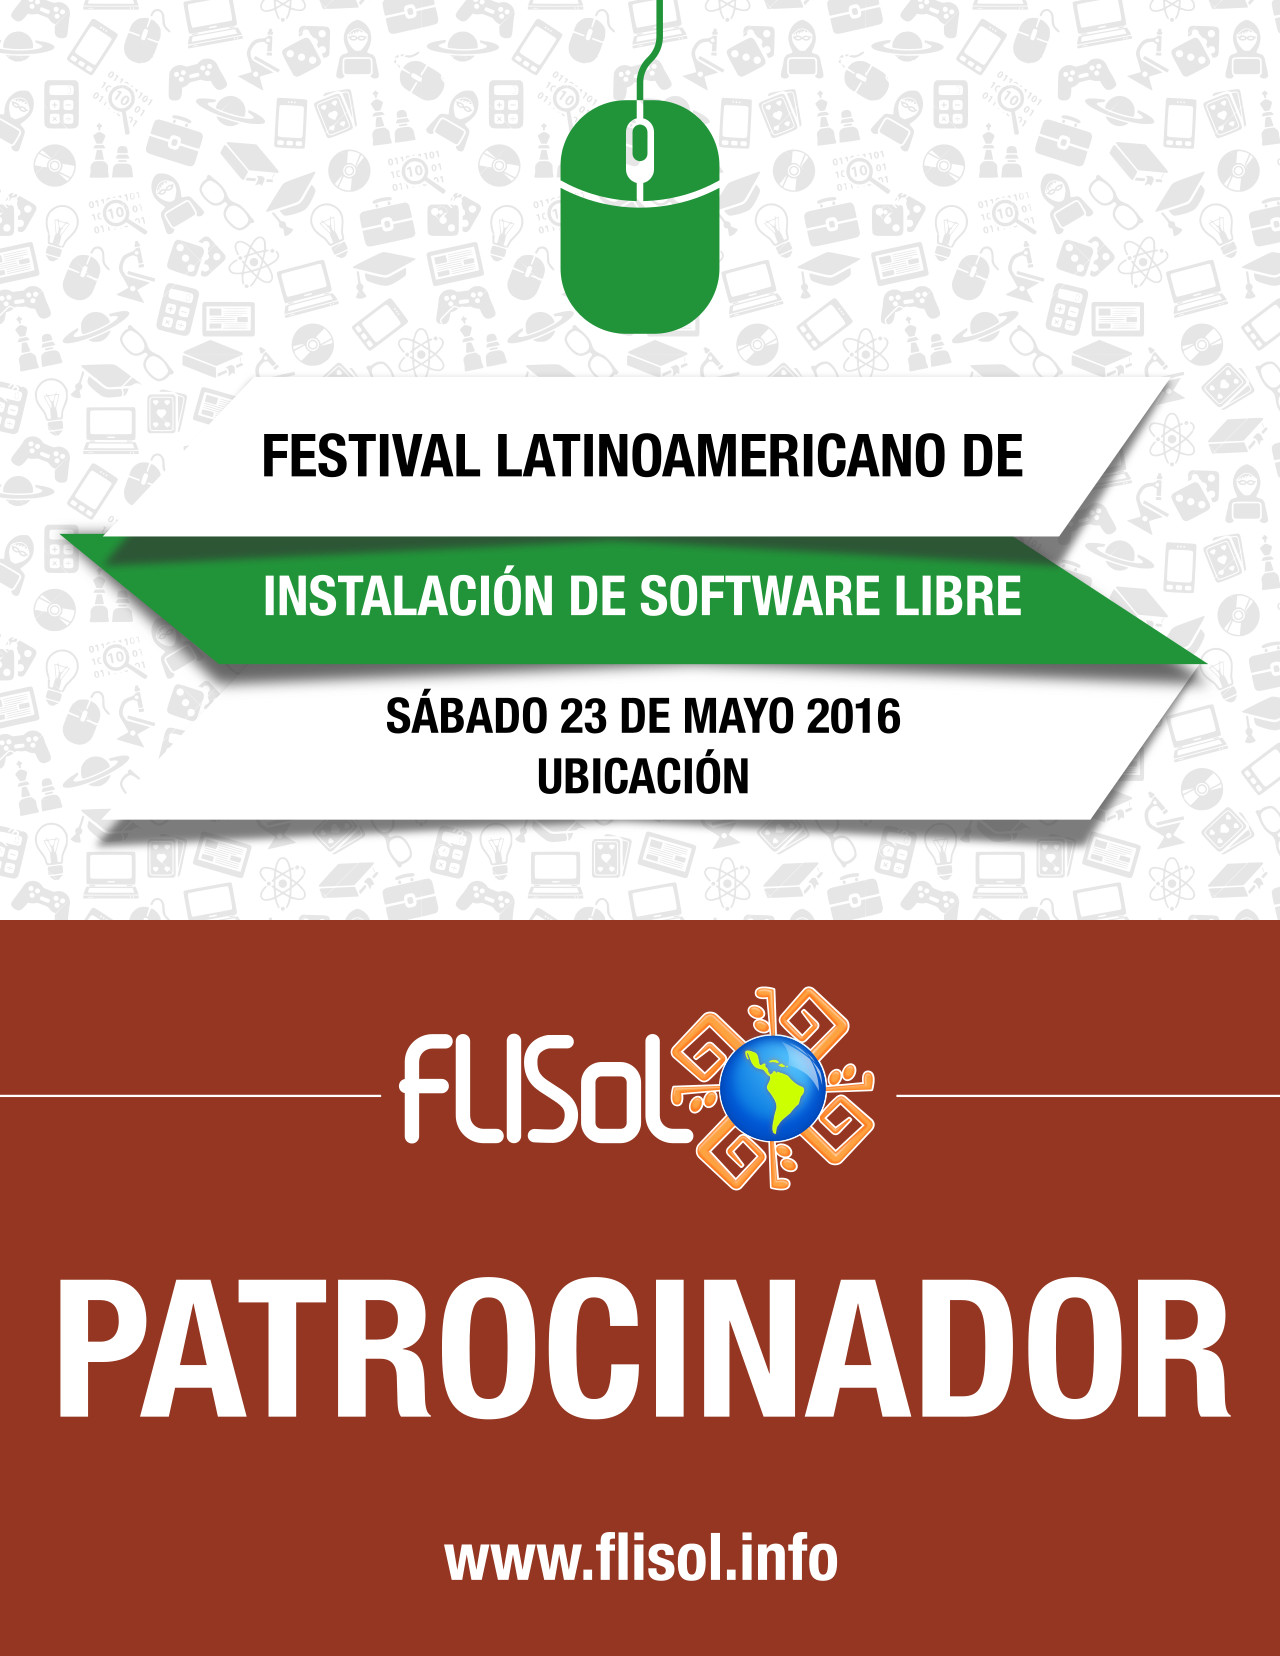 FESTIVAL LATINOAMERICANO DE
INSTALACIÓN DE SOFTWARE LIBRE
SÁBADO 23 DE MAYO 2016
UBICACIÓN
FLISoL
PATROCINADOR
www.flisol.info